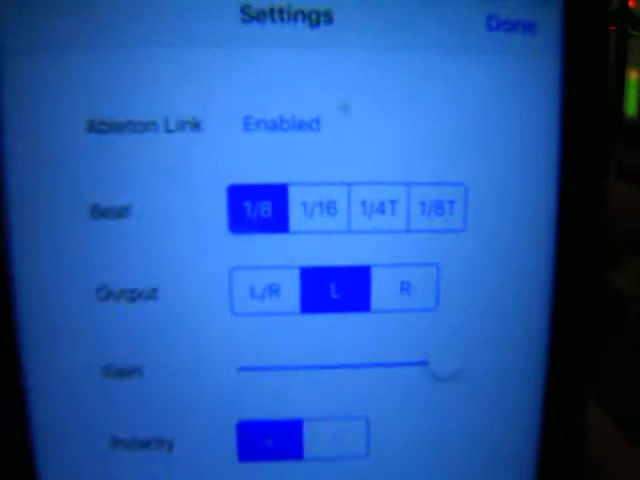 Settings
Done
Ableton Link Enabled
Beat 1/8 1/16 1/4T 1/8T
Output L/R L R
Gain
Polarity